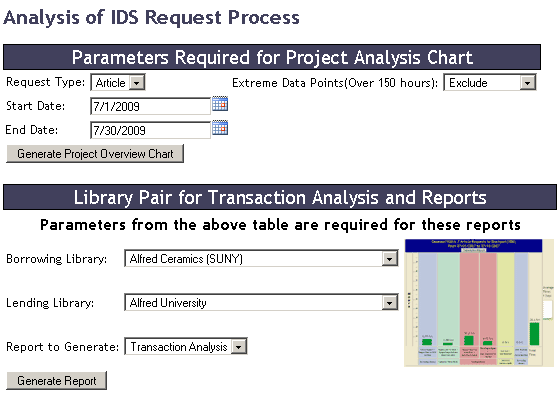 Analysis of IDS Request Process
Parameters Required for Project Analysis Chart
Request Type: Article Extreme Data Points(Over 150 hours): Exclude
Start Date: 7/1/2009
End Date: 7/30/2009
Generate Project Overview Chart
Library Pair for Transaction Analysis and Reports
Parameters from the above table are required for these reports
Borrowing Library: Alfred Ceramics (SUNY)
Lending Library: Alfred University
Report to Generate: Transaction Analysis
Generate Report